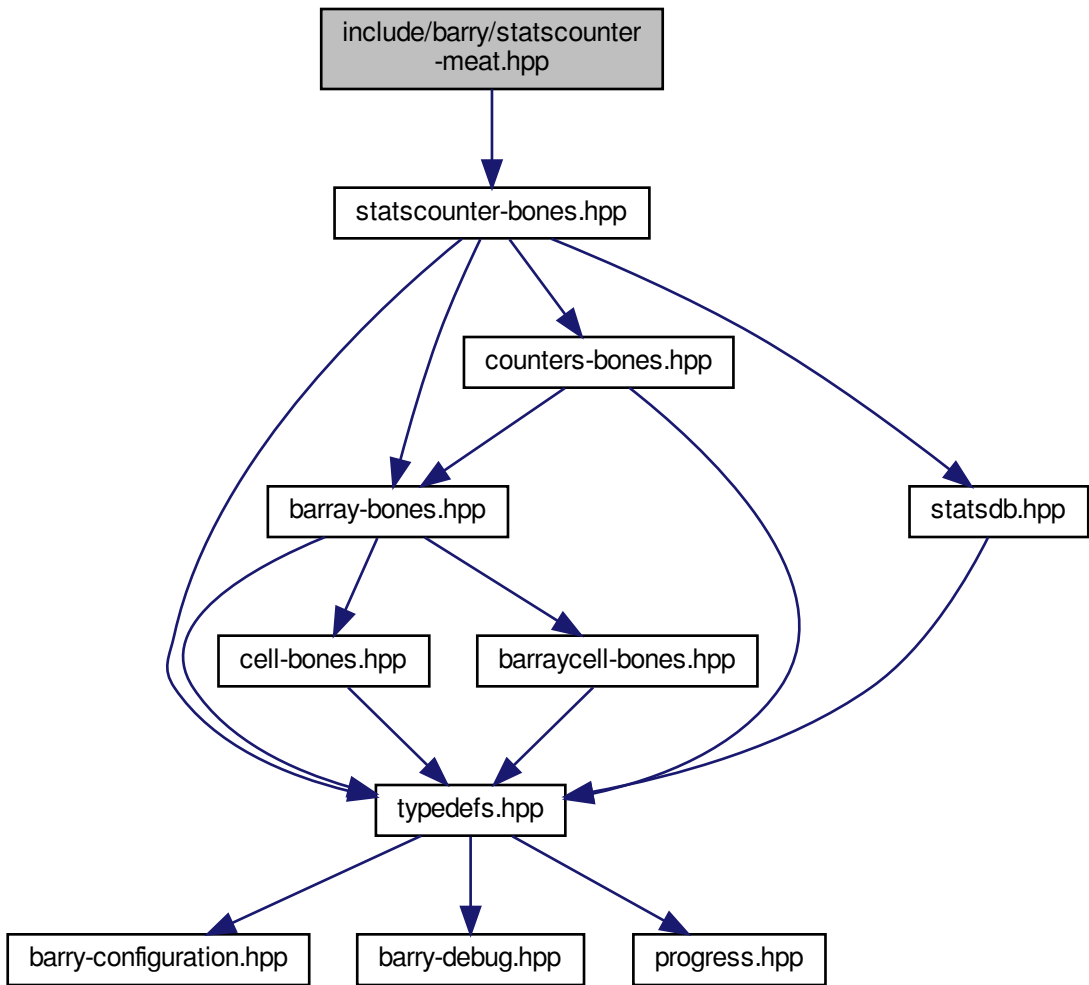 include/barry/statscounter
-meat.hpp
statscounter-bones.hpp
counters-bones.hpp
barray-bones.hpp
statsdb.hpp
cell-bones.hpp
barraycell-bones.hpp
typedefs.hpp
barry-configuration.hpp
barry-debug.hpp
progress.hpp